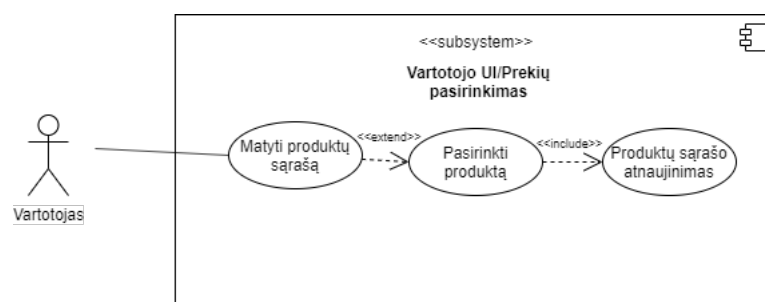 <<subsystem>>
Vartotojo UI/Prekių
pasirinkimas
Matyti produktų
sąrašą
<<extend>>
Pasirinkti
produktą
<<include>>
Produktų sąrašo
atnaujinimas
Vartotojas